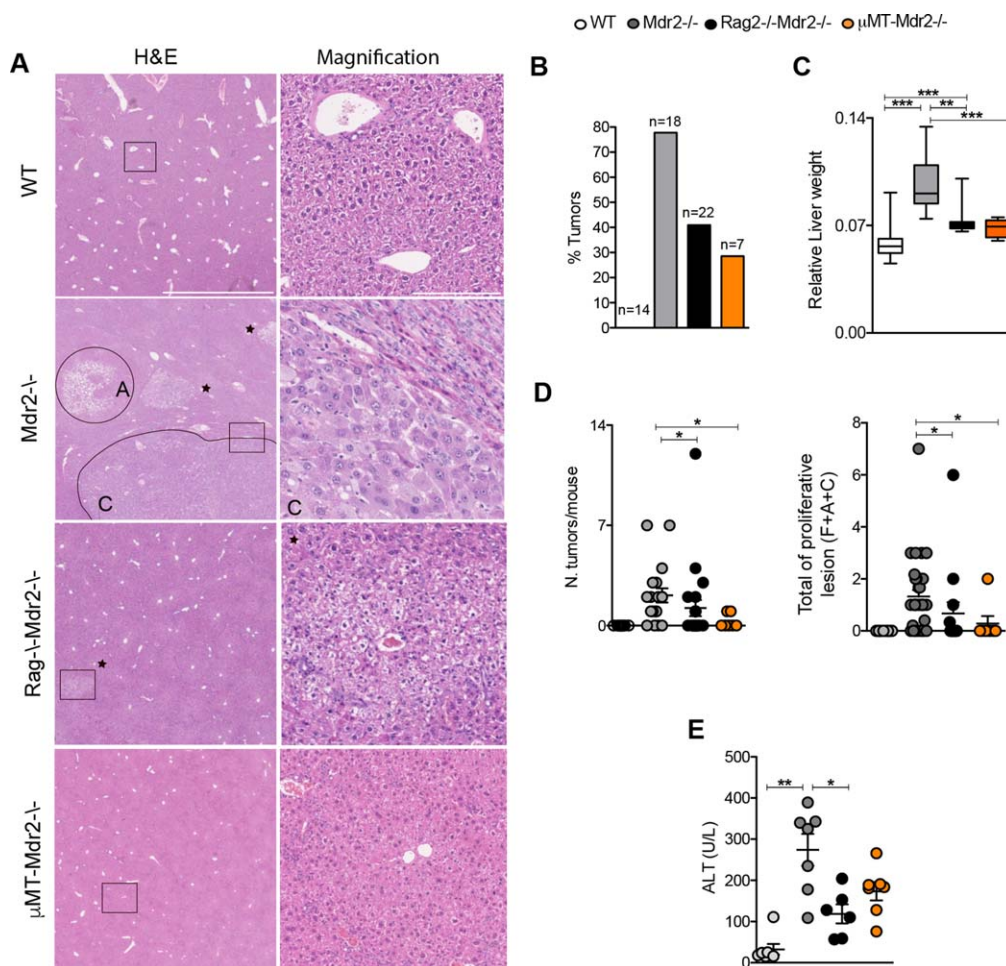 WT Mdr2-/- Rag2-/-Mdr2-/- µMT-Mdr2-/-
A
H&E Magnification
WT
Mdr2-\-
A
C
C
Rag-\-Mdr2-\-
µMT-Mdr2-\-
B
% Tumors
80
70
60
50
40
30
20
10
0
n=14
n=18
n=22
n=7
C
Relative Liver weight
0.14
0.07
0.00
***
*** **
***
D
N. tumors/mouse
14
7
0
*
*
Total of proliferative
lesion (F+A+C)
8
6
4
2
0
*
*
E
ALT (U/L)
500
400
300
200
100
0
** *